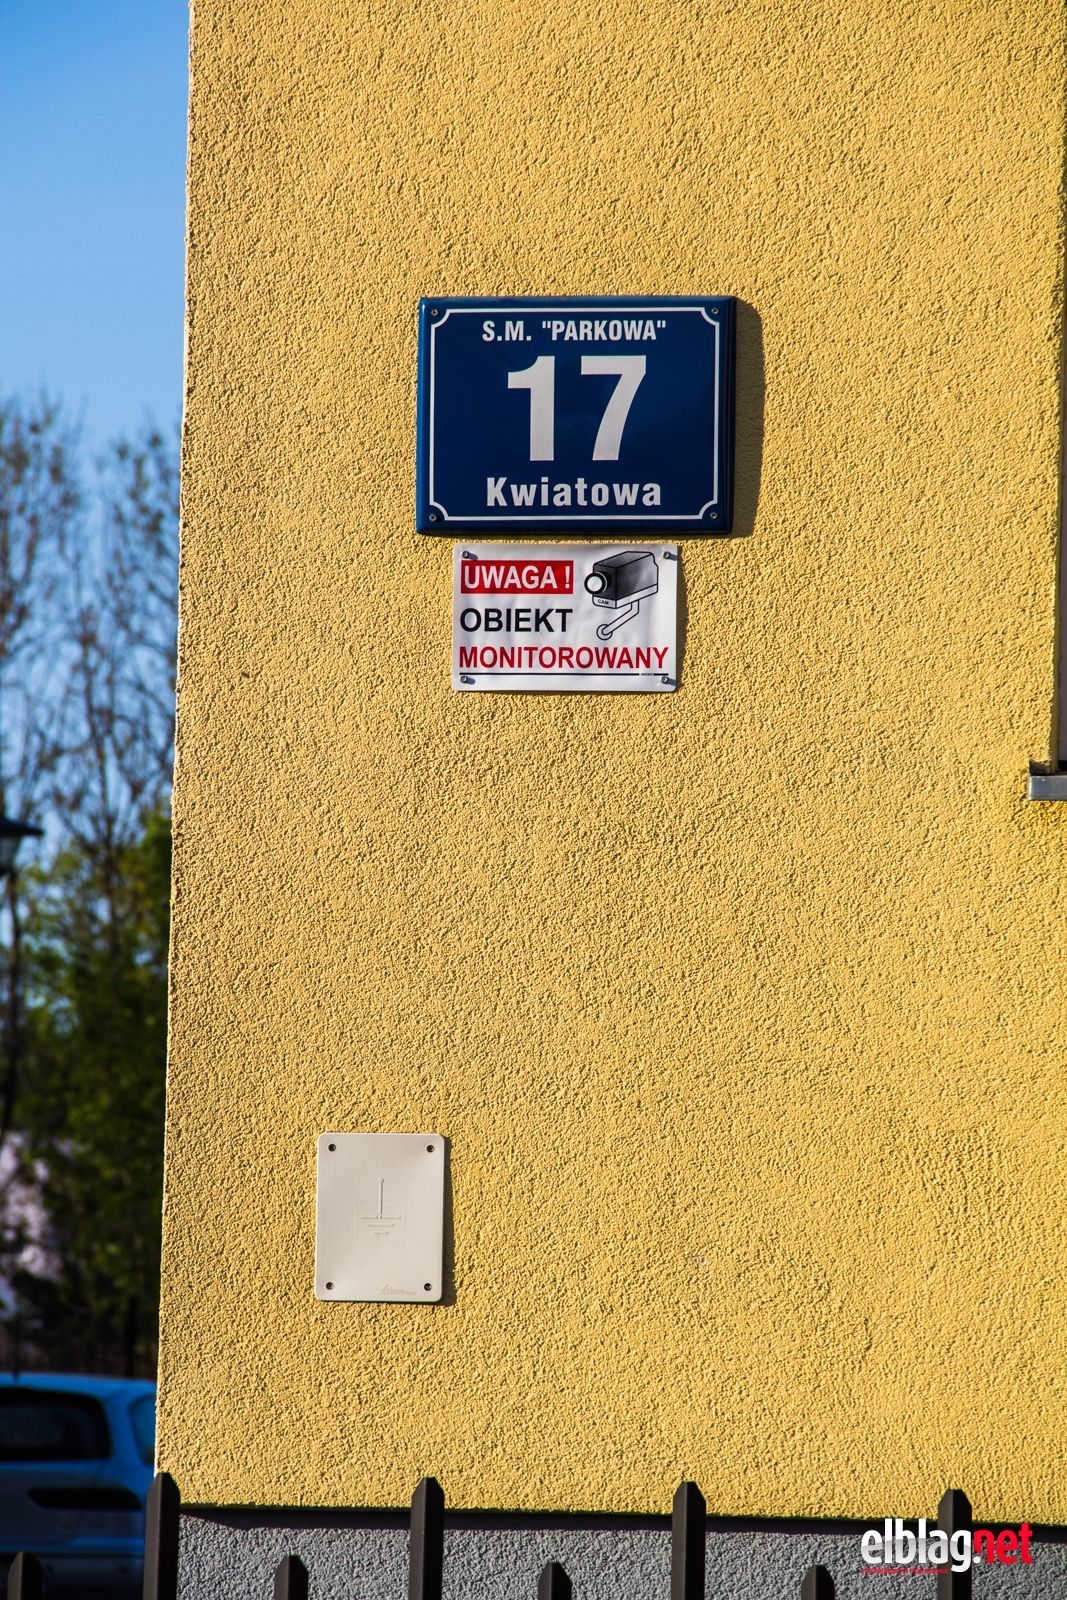 S.M. "PARKOWA"
17
Kwiatowa
UWAGA !
CAM
OBIEKT
MONITOROWANY
elblag.net